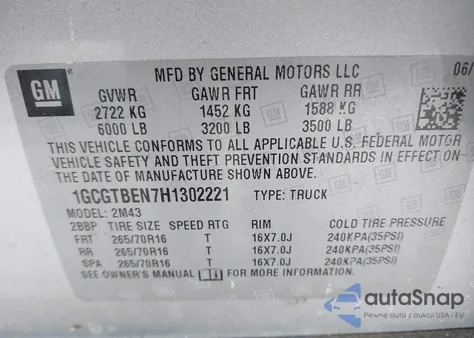 GM
MFD BY GENERAL MOTORS LLC 06/
GVWR GAWR FRT GAWR RR
2722 KG 1452 KG 1588 KG
6000 LB 3200 LB 3500 LB
THIS VEHICLE CONFORMS TO ALL APPLICABLE U.S. FEDERAL MOTOR
VEHICLE SAFETY AND THEFT PREVENTION STANDARDS IN EFFECT ON
THE DATE OF MANUFACTURE SHOWN ABOVE.
1GCGTBEN7H1302221 TYPE: TRUCK
MODEL: 2M43
2BBP TIRE SIZE SPEED RTG RIM COLD TIRE PRESSURE
FRT 265/70R16 T 16X7.0J 240KPA(35PSI)
RR 265/70R16 T 16X7.0J 240KPA(35PSI)
SPA 265/70R16 T 16X7.0J 240KPA(35PSI)
SEE OWNER'S MANUAL FOR MORE INFORMATION.
autoSnap
Pewne auta z aukcji USA i EU